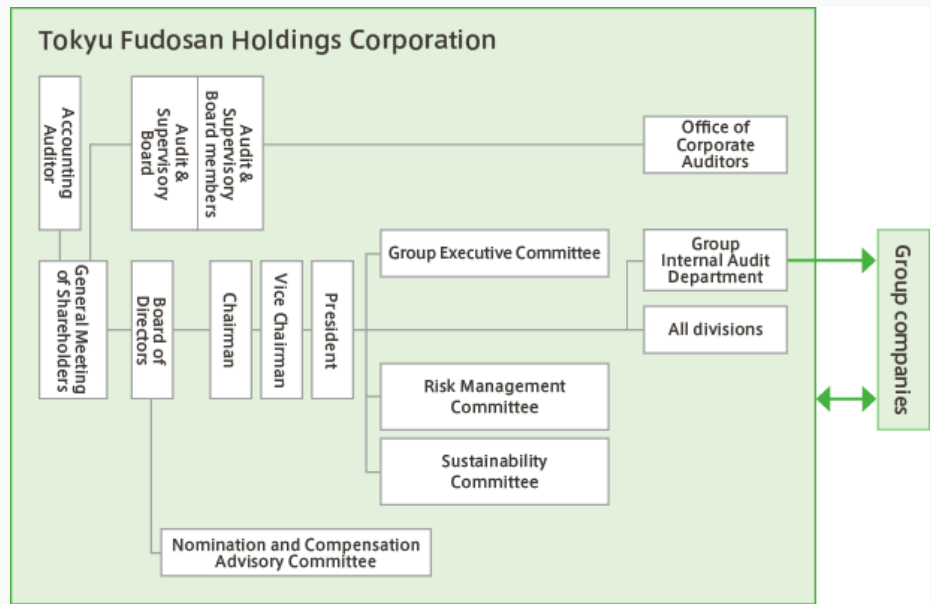 Tokyu Fudosan Holdings Corporation
Accounting
Auditor
Audit &
Supervisory
Board
Audit &
Supervisory
Board members
Office of
Corporate
Auditors
General Meeting
of Shareholders
Board of
Directors
Chairman
Vice Chairman
President
Group Executive Committee
Group
Internal Audit
Department
All divisions
Risk Management
Committee
Sustainability
Committee
Nomination and Compensation
Advisory Committee
Group companies